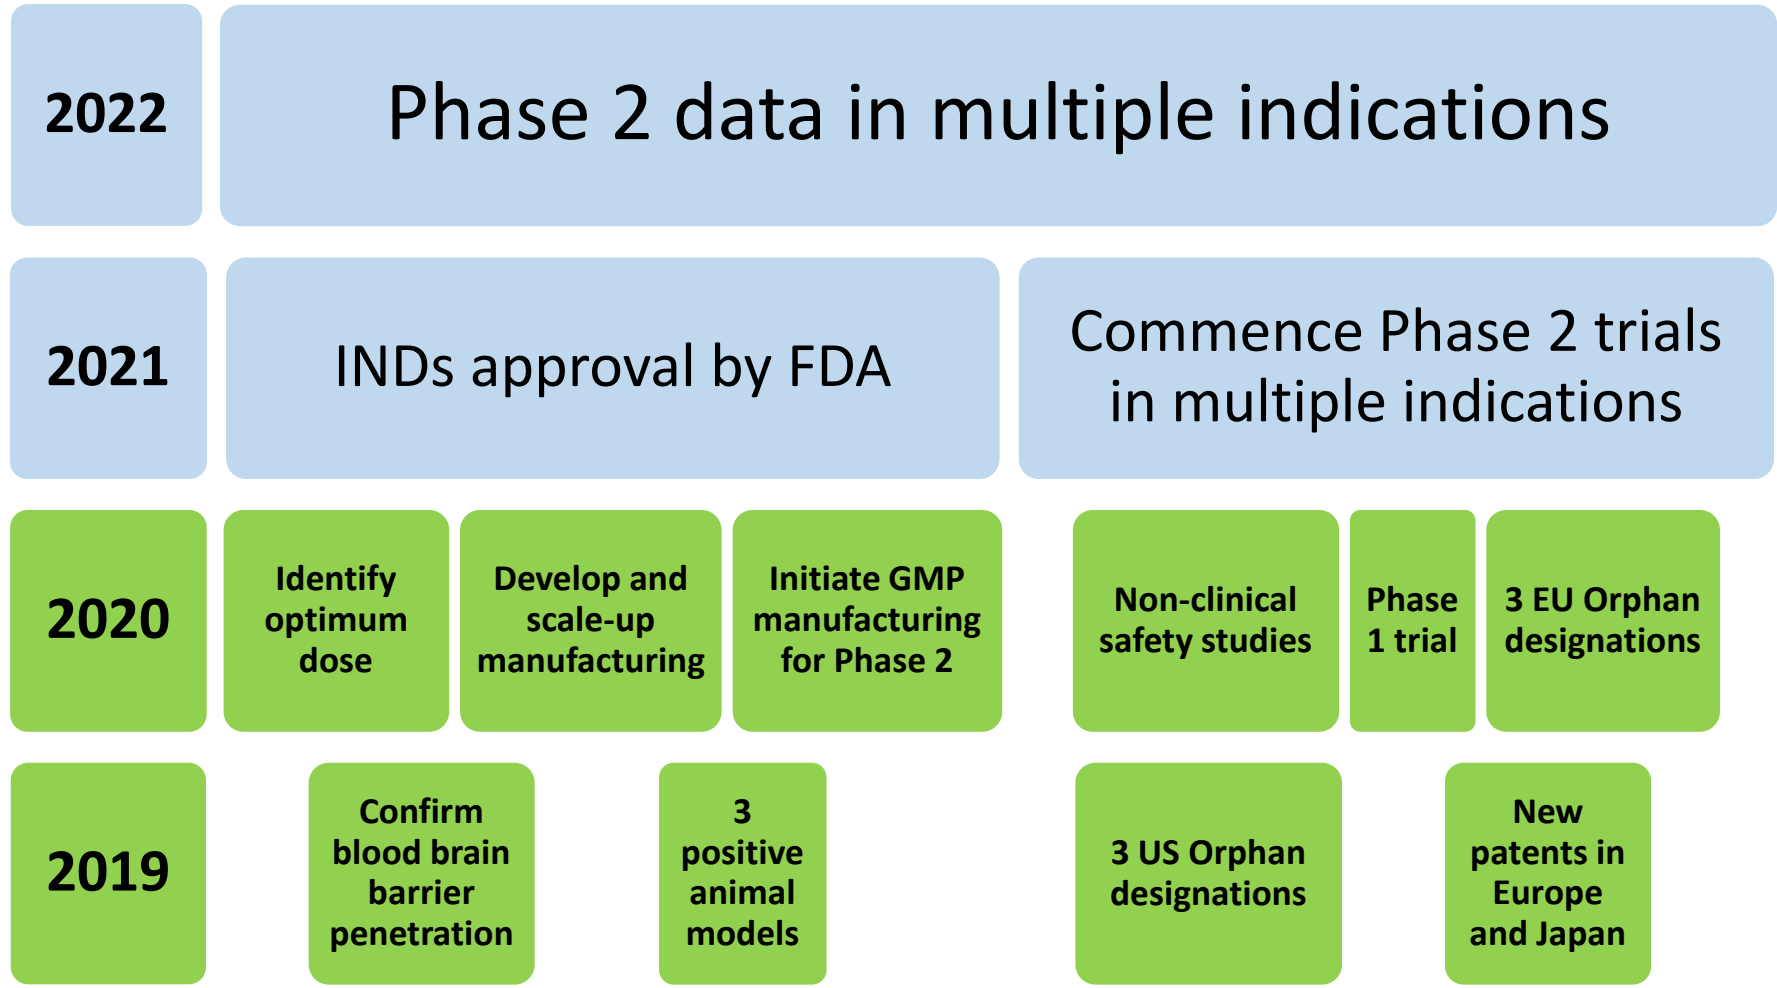 2022
Phase 2 data in multiple indications
2021
INDs approval by FDA
Commence Phase 2 trials
in multiple indications
2020
Identify
optimum
dose
Develop and
scale-up
manufacturing
Initiate GMP
manufacturing
for Phase 2
Non-clinical
safety studies
Phase
1 trial
3 EU Orphan
designations
2019
Confirm
blood brain
barrier
penetration
3
positive
animal
models
3 US Orphan
designations
New
patents in
Europe
and Japan